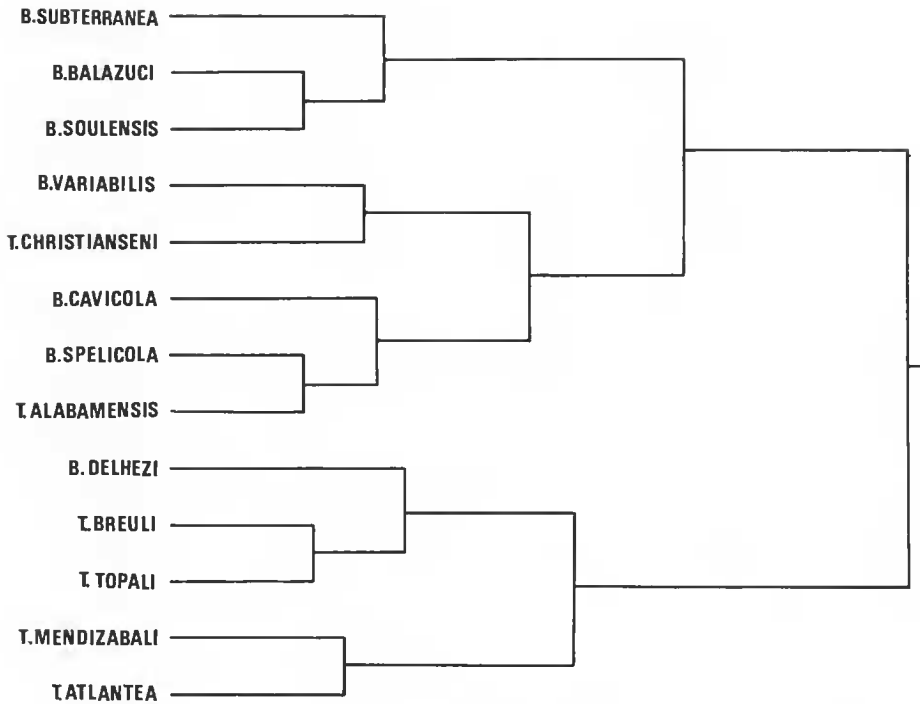 B.SUBTERRANEA
B.BALAZUCI
B.SOULENSIS
B.VARIABILIS
T.CHRISTIANSENI
B.CAVICOLA
B.SPELICOLA
T.ALABAMENSIS
B. DELHEZI
T.BREULI
T. TOPALI
T.MENDIZABALI
T.ATLANTEA